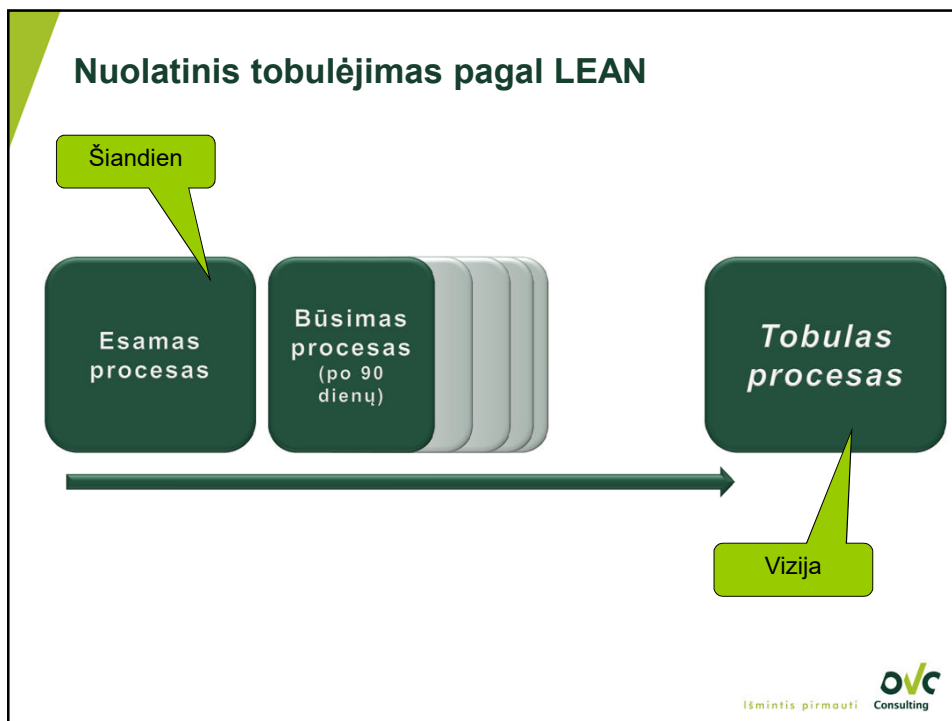 Nuolatinis tobulėjimas pagal LEAN
Šiandien
Esamas
procesas
Būsimas
procesas
(po 90
dienų)
Tobulas
procesas
Vizija
Išmintis pirmauti
OVC
Consulting